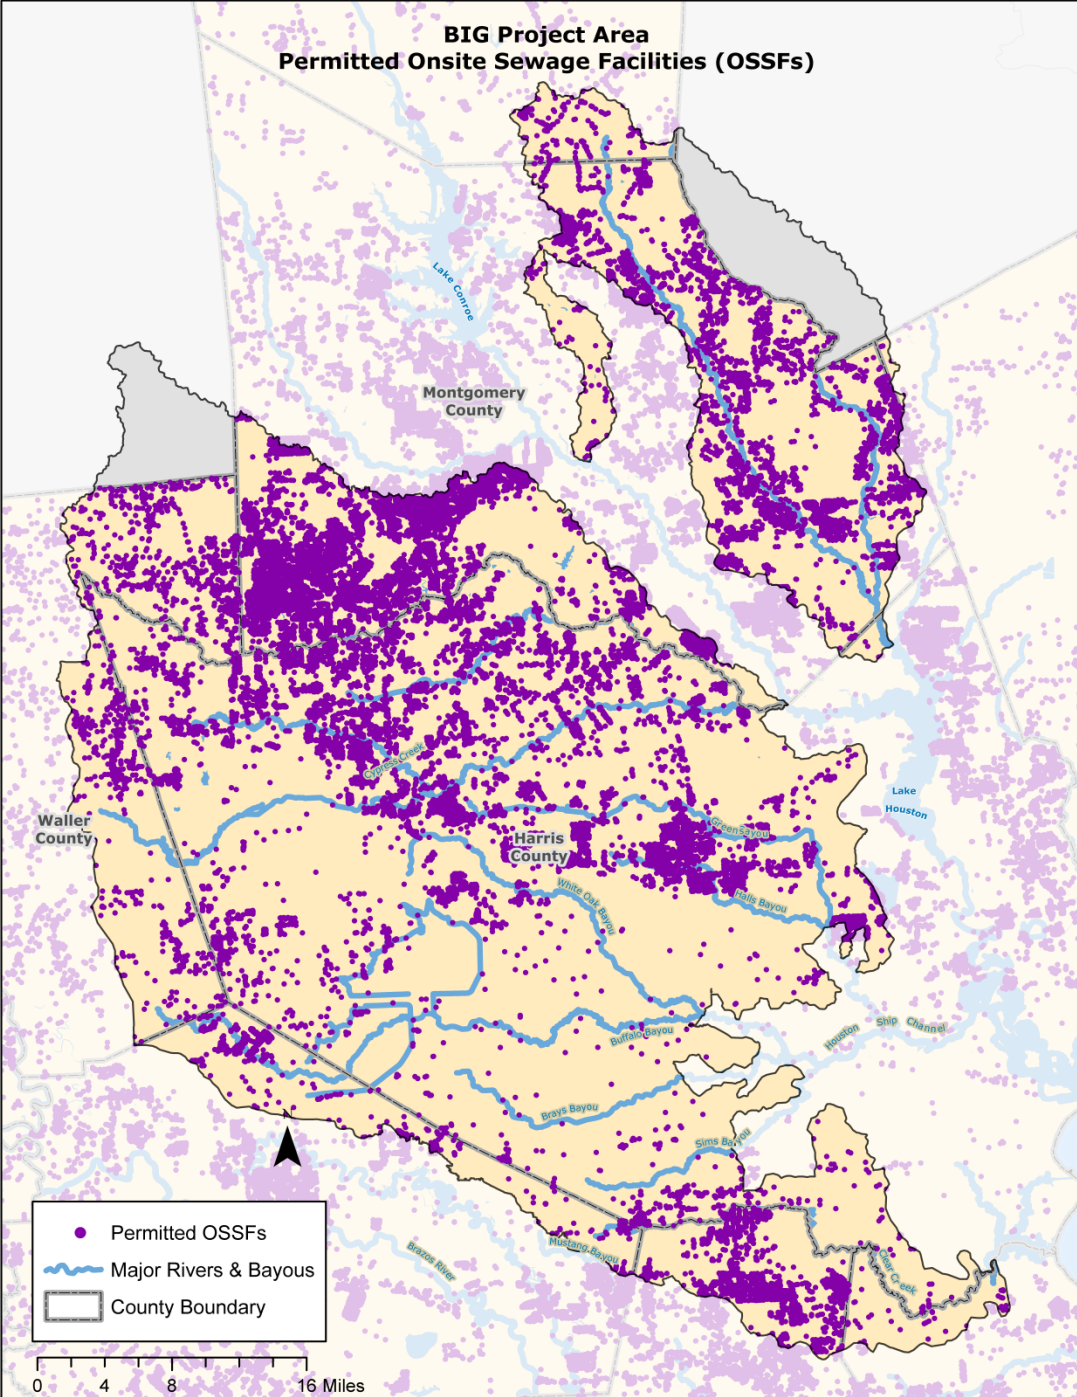 BIG Project Area
Permitted Onsite Sewage Facilities (OSSFs)
Lake Conroe
Montgomery
County
Cypress Creek
Lake
Houston
Waller
County
Harris
County
Greens Bayou
White Oak Bayou
Halls Bayou
Houston Ship Channel
Buffalo Bayou
Brays Bayou
Sims Bayou
Mustang Bayou
Brazos River
Clear Creek
Permitted OSSFs
Major Rivers & Bayous
County Boundary
0 4 8 16 Miles